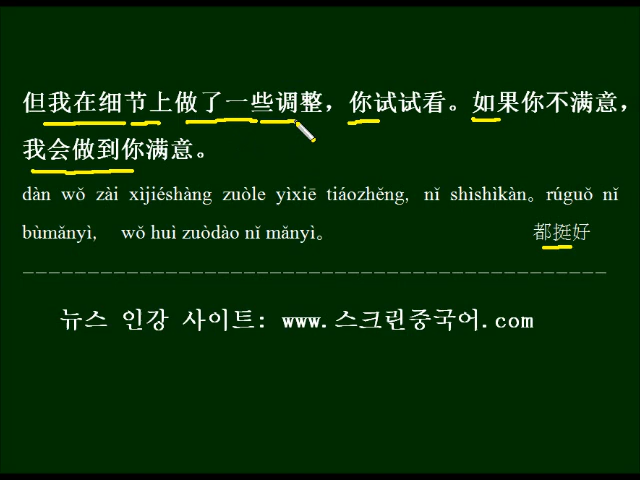 但我在细节上做了一些调整，你试试看。如果你不满意，
我会做到你满意。
dàn wǒ zài xìjiéshàng zuòle yìxiē tiáozhěng, nǐ shìshìkàn。rúguǒ nǐ
bùmǎnyì, wǒ huì zuòdào nǐ mǎnyì。 都挺好
뉴스 인강 사이트: www.스크린중국어.com